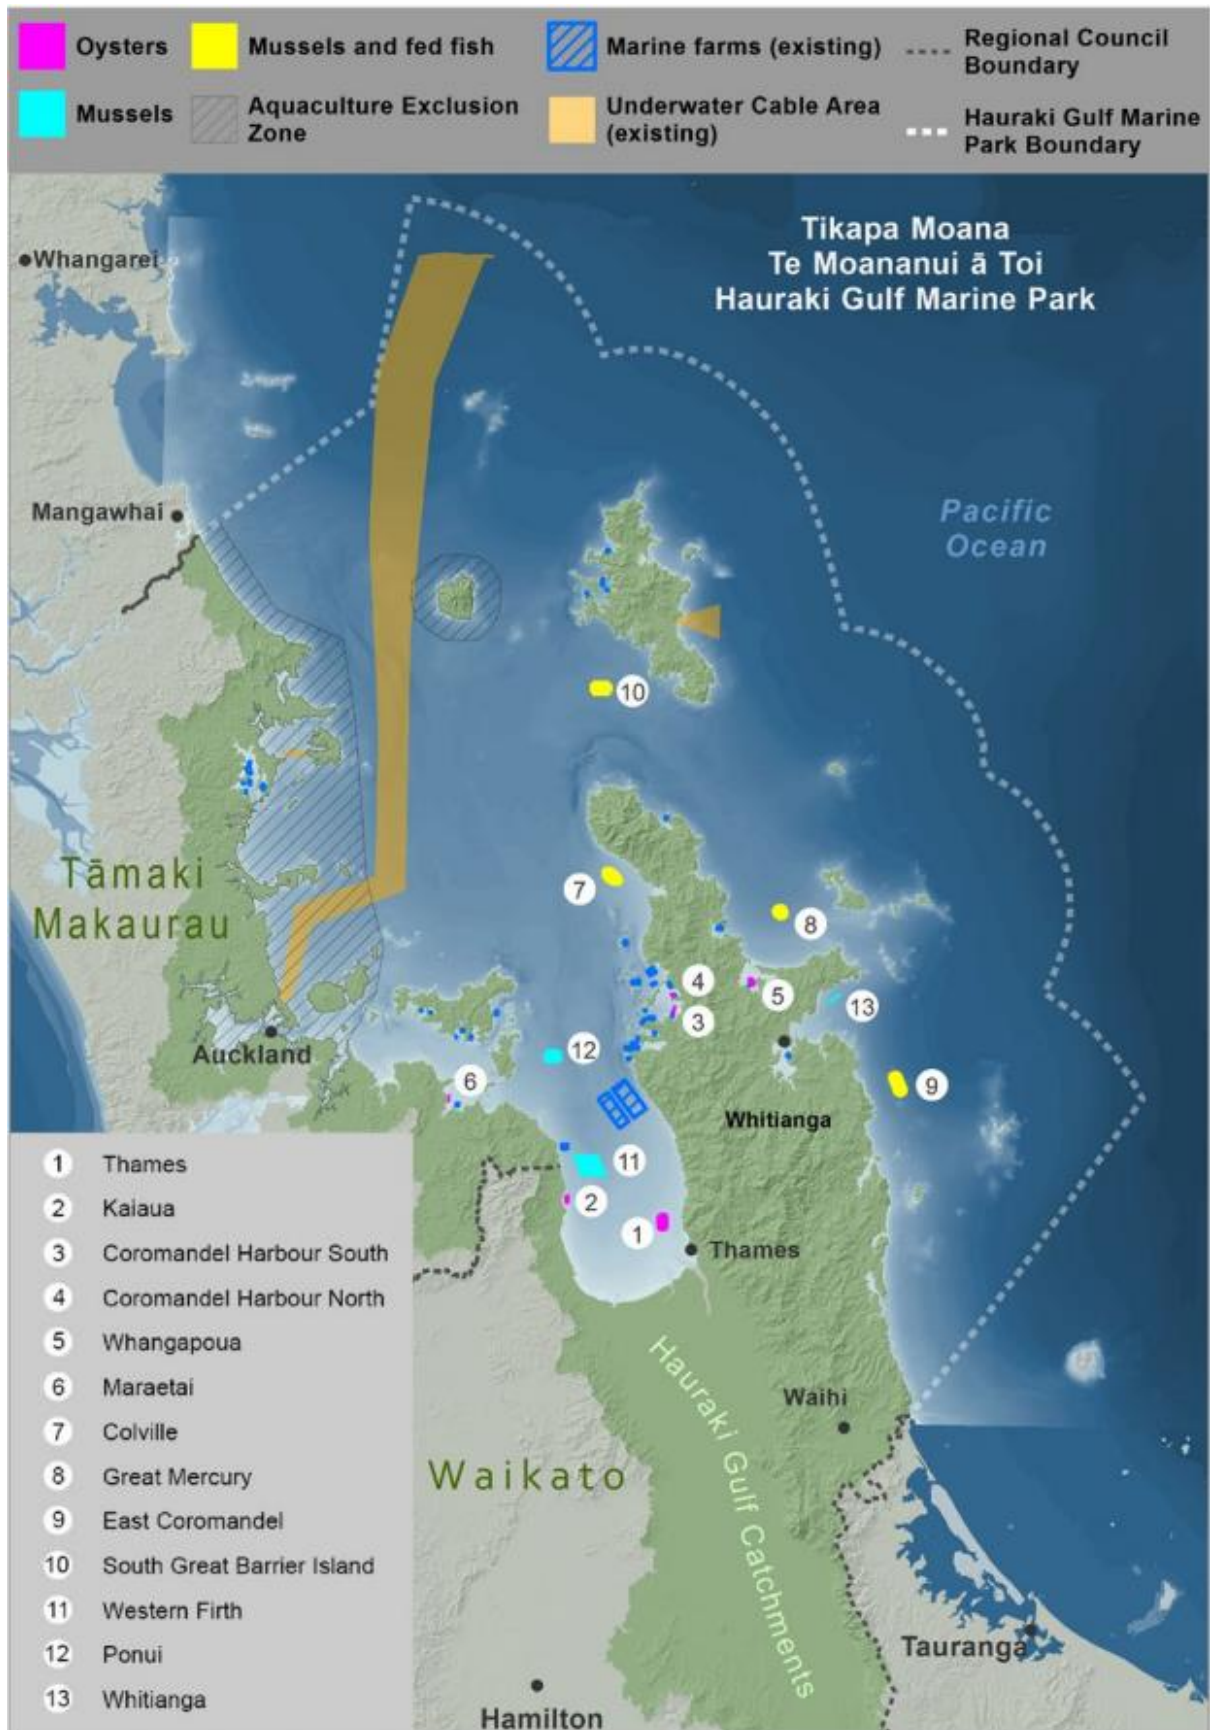 Oysters
Mussels and fed fish
Marine farms (existing)
Regional Council
Boundary
Mussels
Aquaculture Exclusion
Zone
Underwater Cable Area
(existing)
Hauraki Gulf Marine
Park Boundary
Tikapa Moana
Te Moananui ā Toi
Hauraki Gulf Marine Park
Whangarei
Mangawhai
Pacific
Ocean
10
Tāmaki
Makaurau
7
8
4
5
13
3
Auckland
12
6
9
Whitianga
11
2
1
Thames
Hauraki Gulf Catchments
Waihi
Waikato
Tauranga
Hamilton
1 Thames
2 Kaiaua
3 Coromandel Harbour South
4 Coromandel Harbour North
5 Whangapoua
6 Maraetai
7 Colville
8 Great Mercury
9 East Coromandel
10 South Great Barrier Island
11 Western Firth
12 Ponui
13 Whitianga